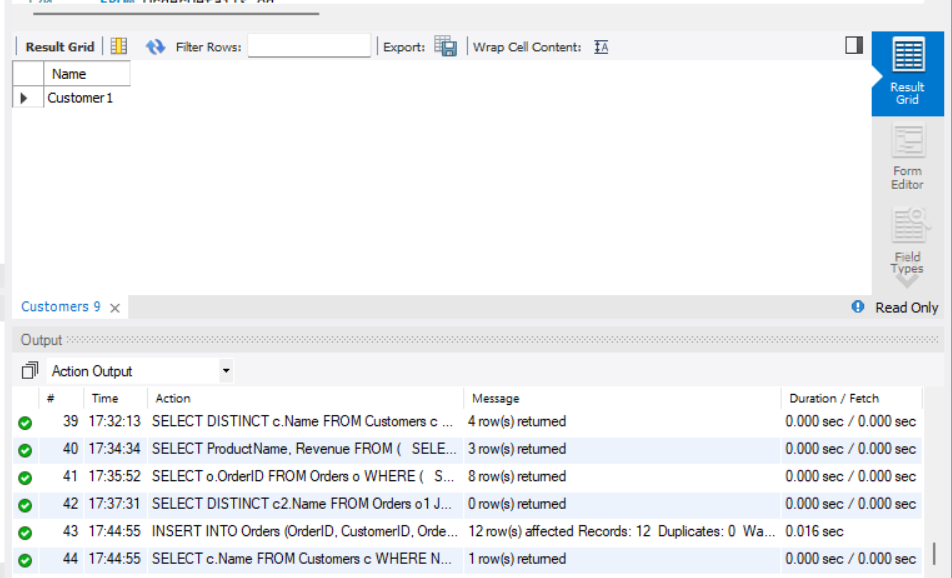 FROM OrderDetails od
Result Grid Filter Rows: Export: Wrap Cell Content:
Name
Customer1
Result Grid
Form Editor
Field Types
Customers 9
Read Only
Output
Action Output
# Time Action Message Duration / Fetch
39 17:32:13 SELECT DISTINCT c.Name FROM Customers c ... 4 row(s) returned 0.000 sec / 0.000 sec
40 17:34:34 SELECT ProductName, Revenue FROM ( SELE... 3 row(s) returned 0.000 sec / 0.000 sec
41 17:35:52 SELECT o.OrderID FROM Orders o WHERE ( S... 8 row(s) returned 0.000 sec / 0.000 sec
42 17:37:31 SELECT DISTINCT c2.Name FROM Orders o1 J... 0 row(s) returned 0.000 sec / 0.000 sec
43 17:44:55 INSERT INTO Orders (OrderID, CustomerID, Orde... 12 row(s) affected Records: 12 Duplicates: 0 Wa... 0.016 sec
44 17:44:55 SELECT c.Name FROM Customers c WHERE N... 1 row(s) returned 0.000 sec / 0.000 sec